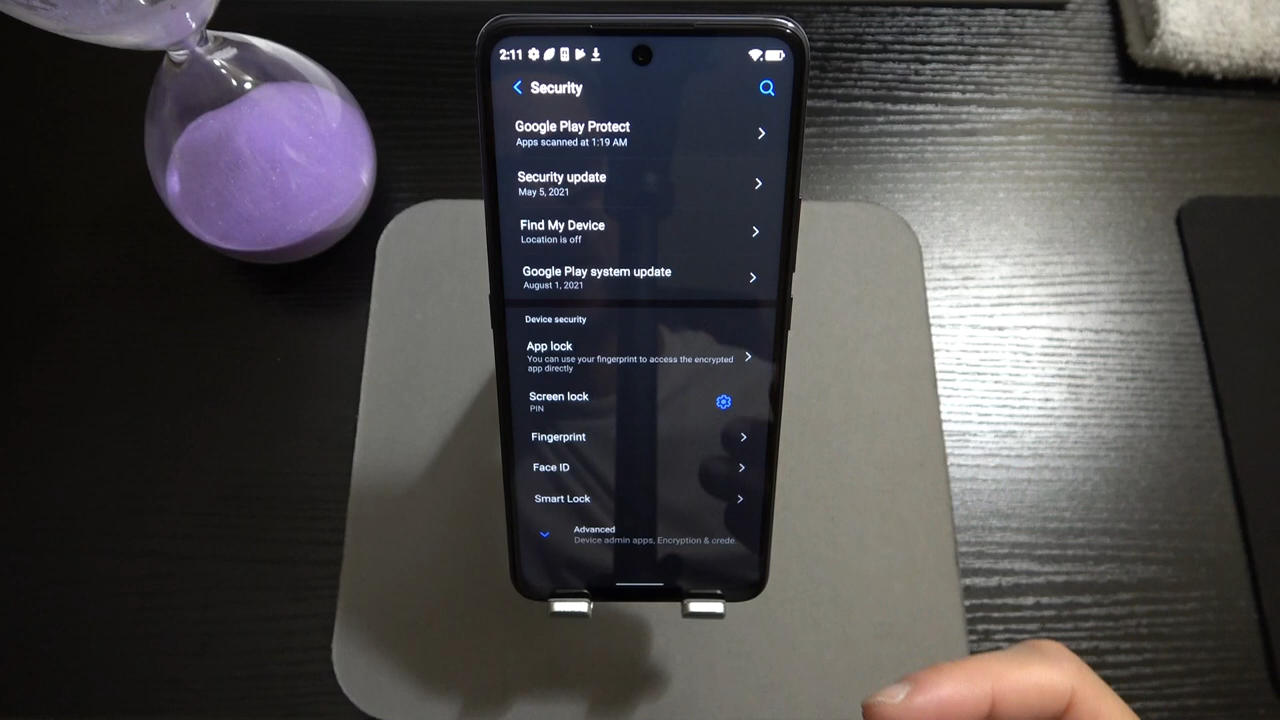 2:11
Security
Google Play Protect
Apps scanned at 1:19 AM
Security update
May 5, 2021
Find My Device
Location is off
Google Play system update
August 1, 2021
Device security
App lock
You can use your fingerprint to access the encrypted
app directly
Screen lock
PIN
Fingerprint
Face ID
Smart Lock
Advanced
Device admin apps, Encryption & crede.